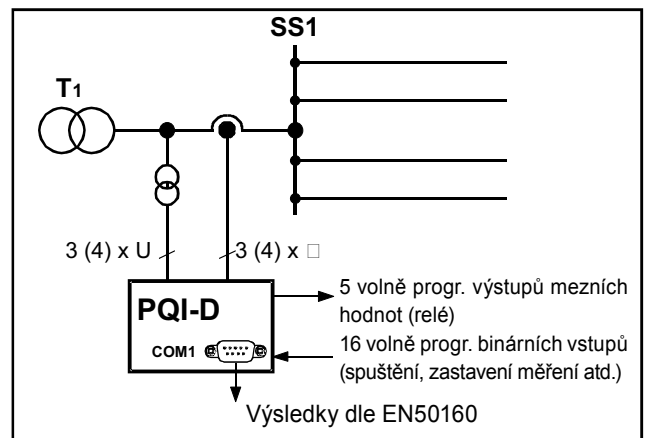 SS1
T1
3 (4) x U
3 (4) x □
PQI-D
COM1
5 volně progr. výstupů mezních
hodnot (relé)
16 volně progr. binárních vstupů
(spuštění, zastavení měření atd.)
Výsledky dle EN50160